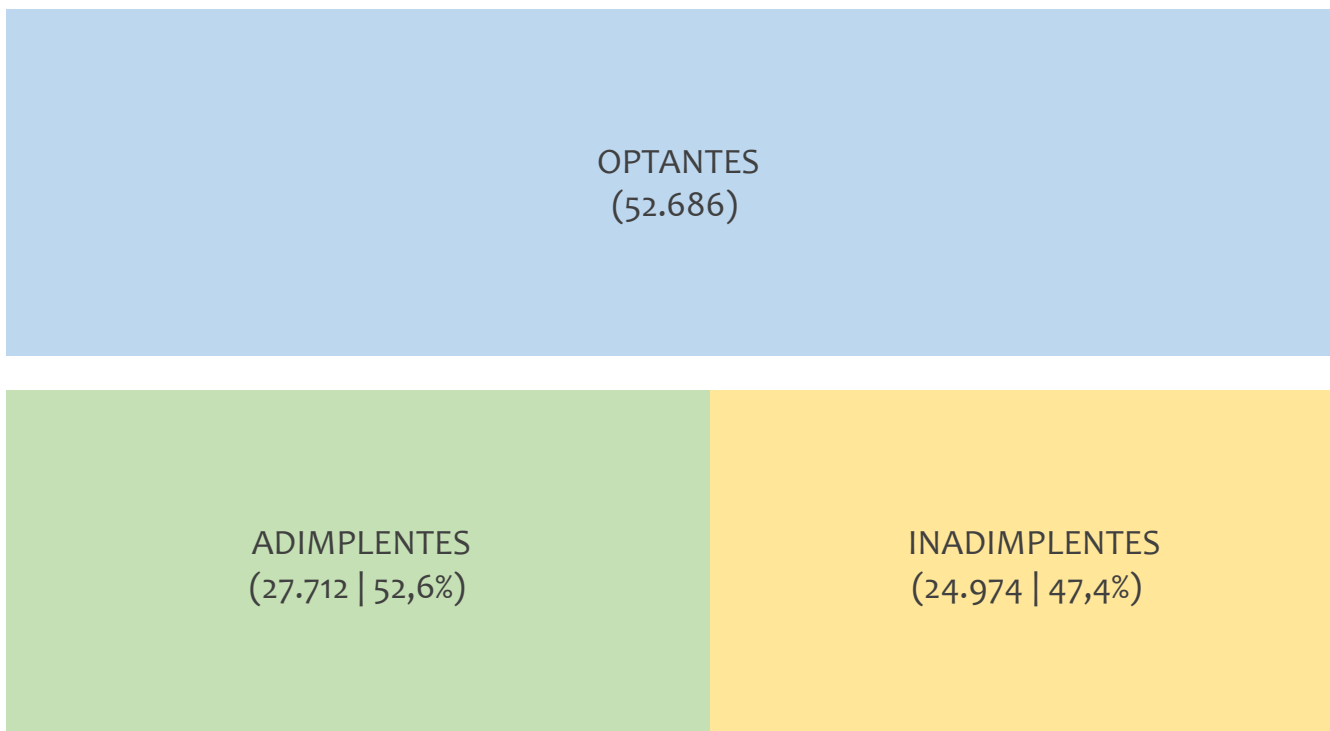 OPTANTES
(52.686)
ADIMPLENTES
(27.712 | 52,6%)
INADIMPLENTES
(24.974 | 47,4%)